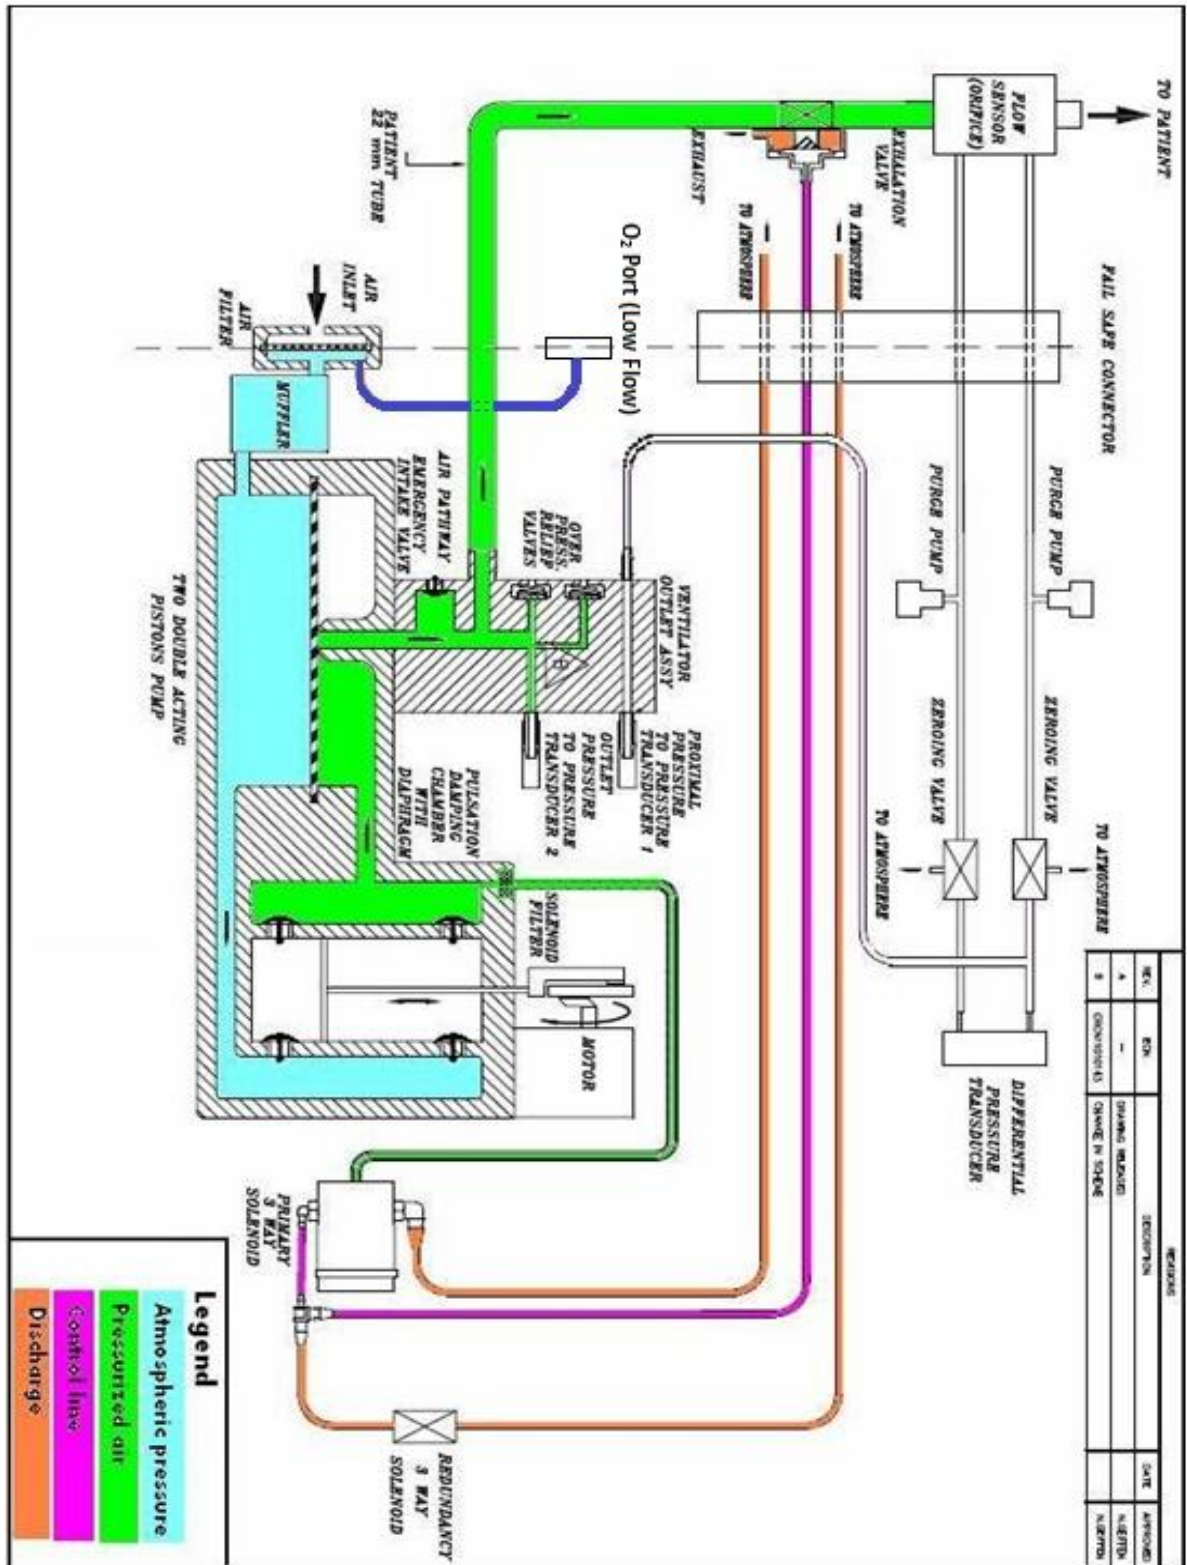 REVISIONS
REV. ECN DESCRIPTION DATE APPROVED
A — DRAWING RELEASED
B CHANGE IN SCHEME
TO PATIENT
FLOW
SENSOR
(ORIFICE)
FAIL SAFE CONNECTOR
PURGE PUMP
PURGE PUMP
ZEROING VALVE
ZEROING VALVE
TO ATMOSPHERE
TO ATMOSPHERE
DIFFERENTIAL
PRESSURE
TRANSDUCER
EXHALATION
VALVE
EXHAUST
TO ATMOSPHERE
TO ATMOSPHERE
O₂ Port (Low Flow)
PATIENT
22 mm TUBE
AIR
INLET
AIR
FILTER
MUFFLER
AIR PATHWAY
EMERGENCY
INTAKE VALVE
OVER
PRESS.
RELIEF
VALVES
VENTILATOR
OUTLET ASSY
PROXIMAL
PRESSURE
TO PRESSURE
TRANSDUCER 1
OUTLET
PRESSURE
TO PRESSURE
TRANSDUCER 2
PULSATION
DAMPING
CHAMBER
WITH
DIAPHRAGM
SOLENOID
FILTER
MOTOR
TWO DOUBLE ACTING
PISTONS PUMP
PRIMARY
3 WAY
SOLENOID
REDUNDANCY
3 WAY
SOLENOID
Legend
Atmospheric pressure
Pressurized air
Control line
Discharge